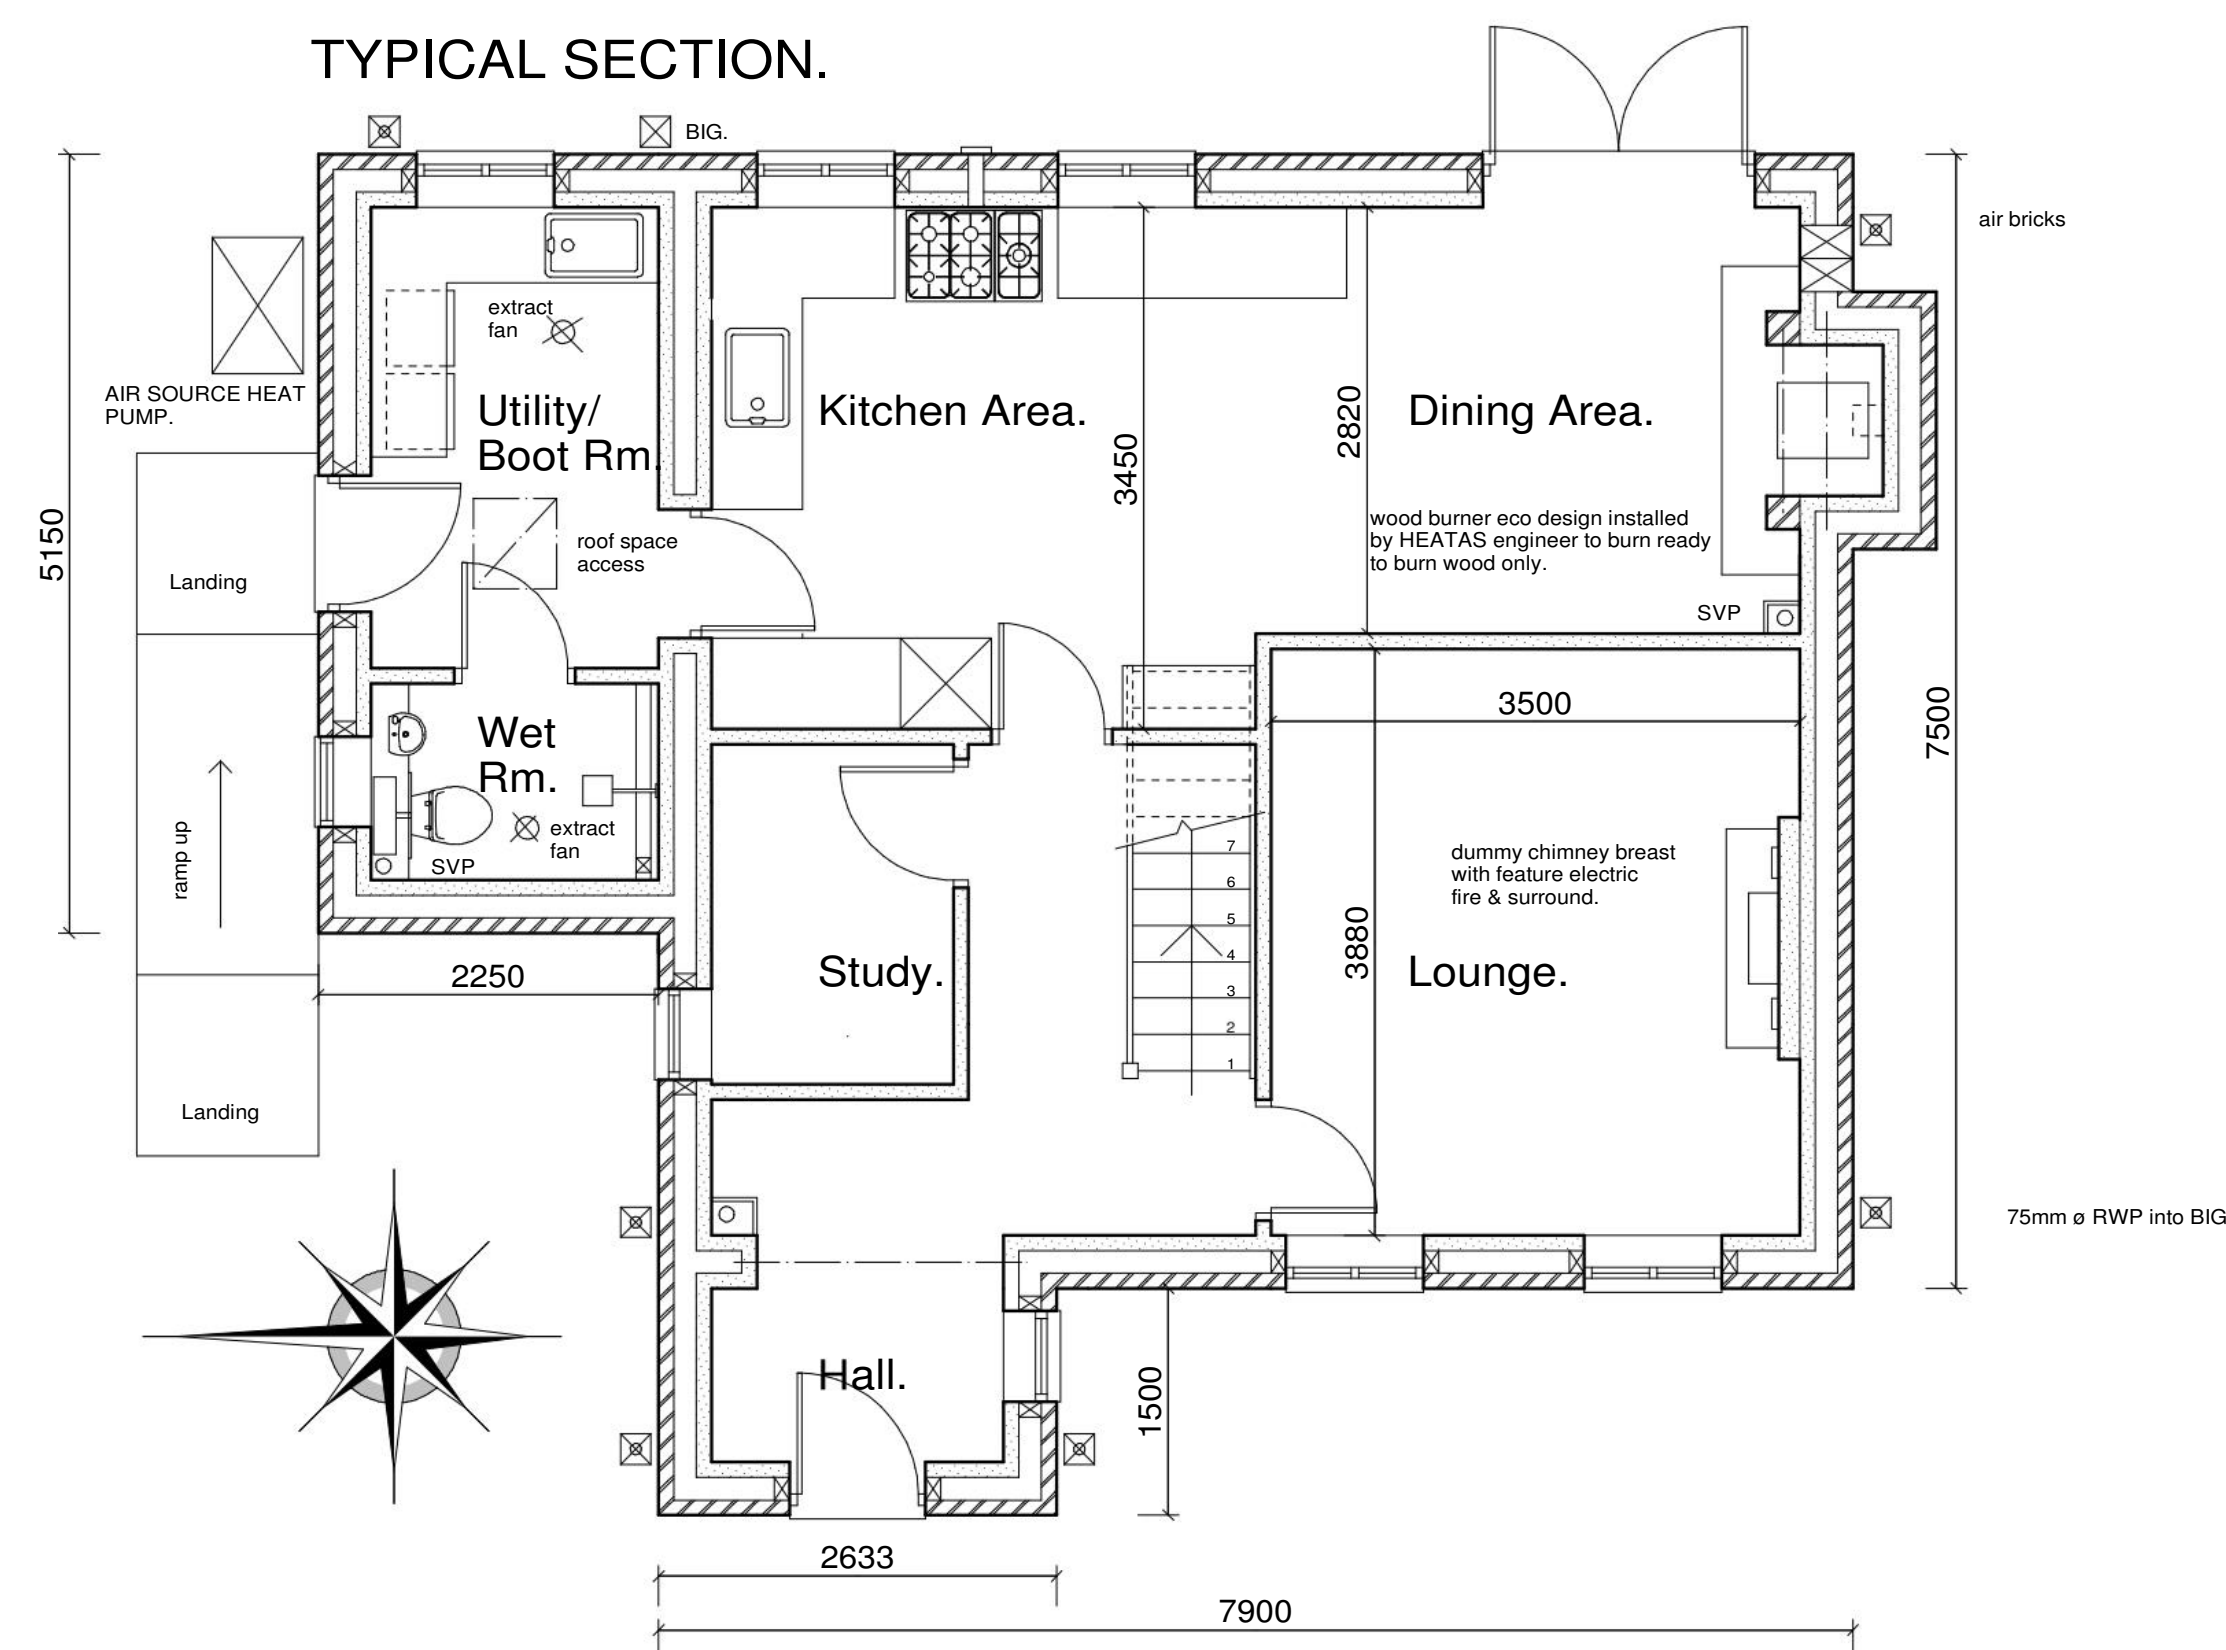 TYPICAL SECTION.
BIG.
air bricks
extract
fan
AIR SOURCE HEAT
PUMP.
Utility/
Boot Rm.
Kitchen Area.
Dining Area.
2820
3450
5150
wood burner eco design installed
by HEATAS engineer to burn ready
to burn wood only.
roof space
access
Landing
SVP
3500
7500
Wet
Rm.
extract
fan
SVP
ramp up
7
6
5
4
3
2
1
dummy chimney breast
with feature electric
fire & surround.
3880
2250
Study.
Lounge.
Landing
75mm ø RWP into BIG
Hall.
1500
2633
7900